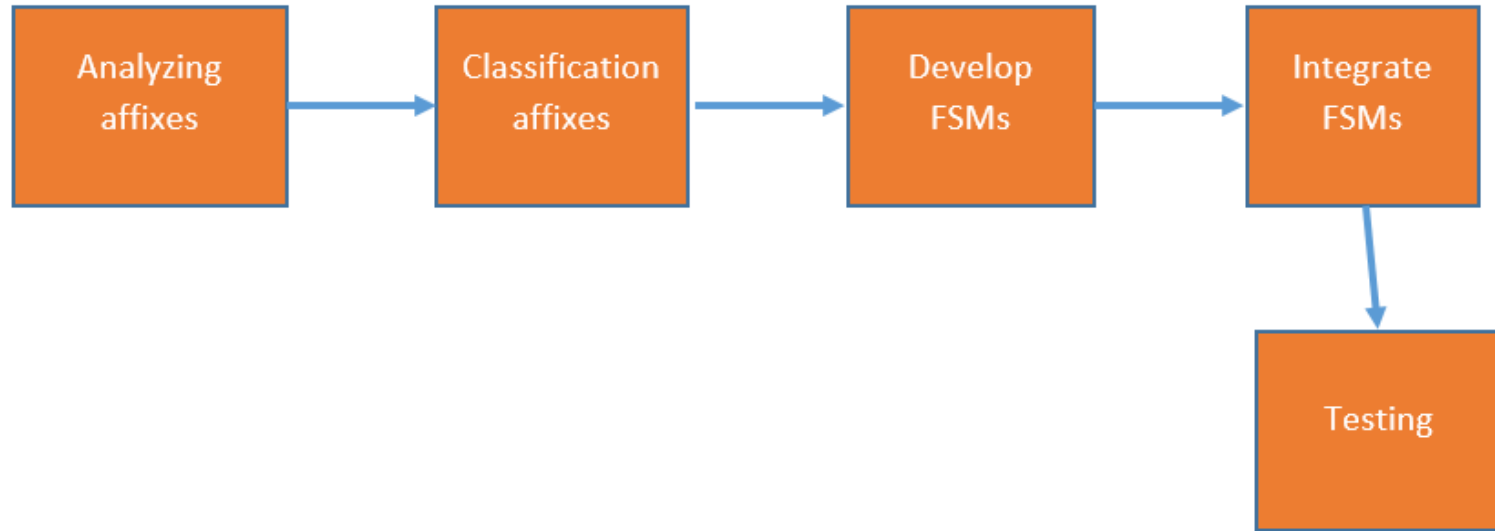 Analyzing
affixes
Classification
affixes
Develop
FSMs
Integrate
FSMs
Testing